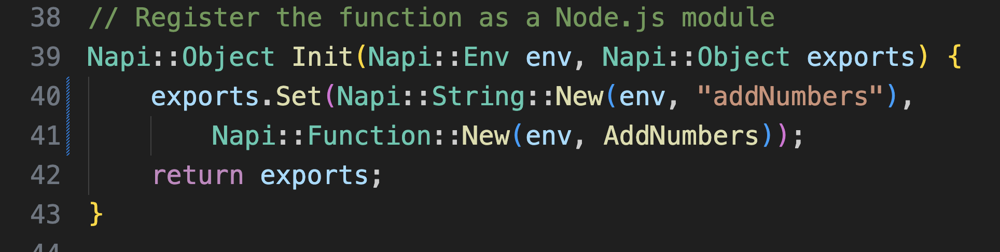 38 // Register the function as a Node.js module
39 Napi::Object Init(Napi::Env env, Napi::Object exports) {
40     exports.Set(Napi::String::New(env, "addNumbers"),
41         Napi::Function::New(env, AddNumbers));
42     return exports;
43 }
44